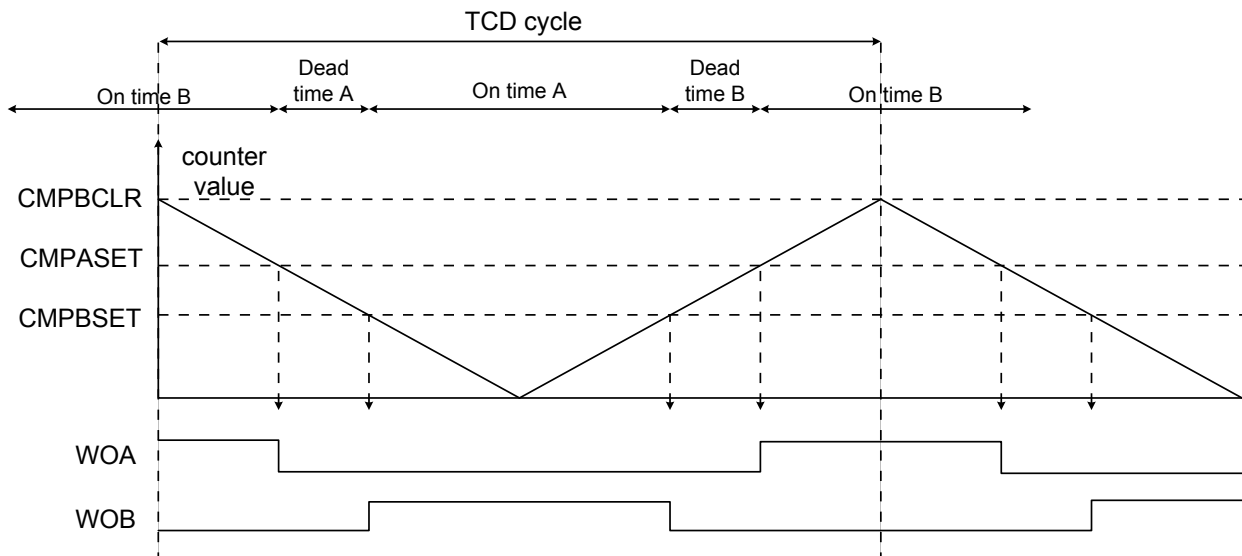 TCD cycle
On time B
Dead
time A
On time A
Dead
time B
On time B
counter
value
CMPBCLR
CMPASET
CMPBSET
WOA
WOB